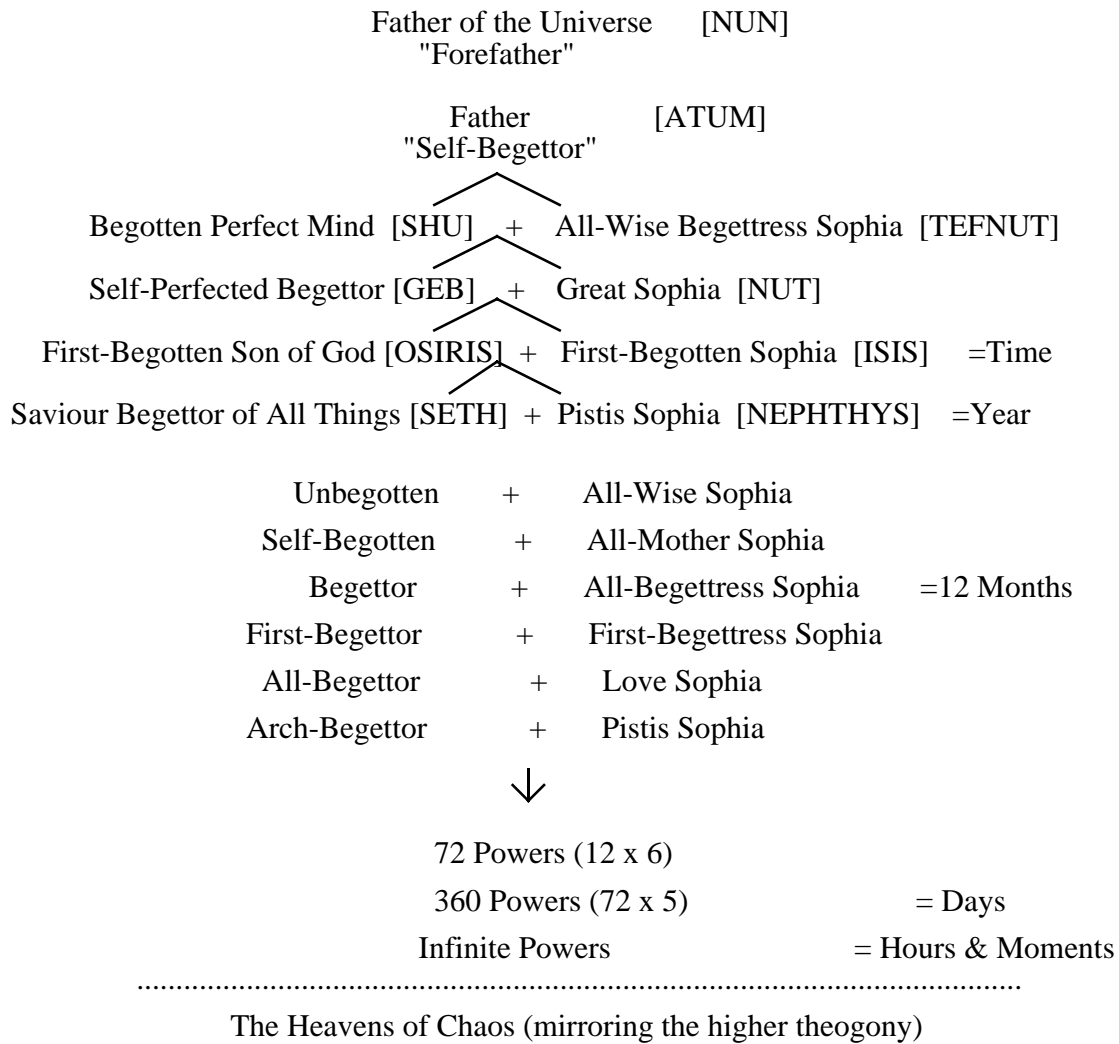 Father of the Universe [NUN]
"Forefather"
Father [ATUM]
"Self-Begettor"
Begotten Perfect Mind [SHU] + All-Wise Begettress Sophia [TEFNUT]
Self-Perfected Begettor [GEB] + Great Sophia [NUT]
First-Begotten Son of God [OSIRIS] + First-Begotten Sophia [ISIS] =Time
Saviour Begettor of All Things [SETH] + Pistis Sophia [NEPHTHYS] =Year
Unbegotten + All-Wise Sophia
Self-Begotten + All-Mother Sophia
Begettor + All-Begettress Sophia =12 Months
First-Begettor + First-Begettress Sophia
All-Begettor + Love Sophia
Arch-Begettor + Pistis Sophia
72 Powers (12 x 6)
360 Powers (72 x 5) = Days
Infinite Powers = Hours & Moments
The Heavens of Chaos (mirroring the higher theogony)